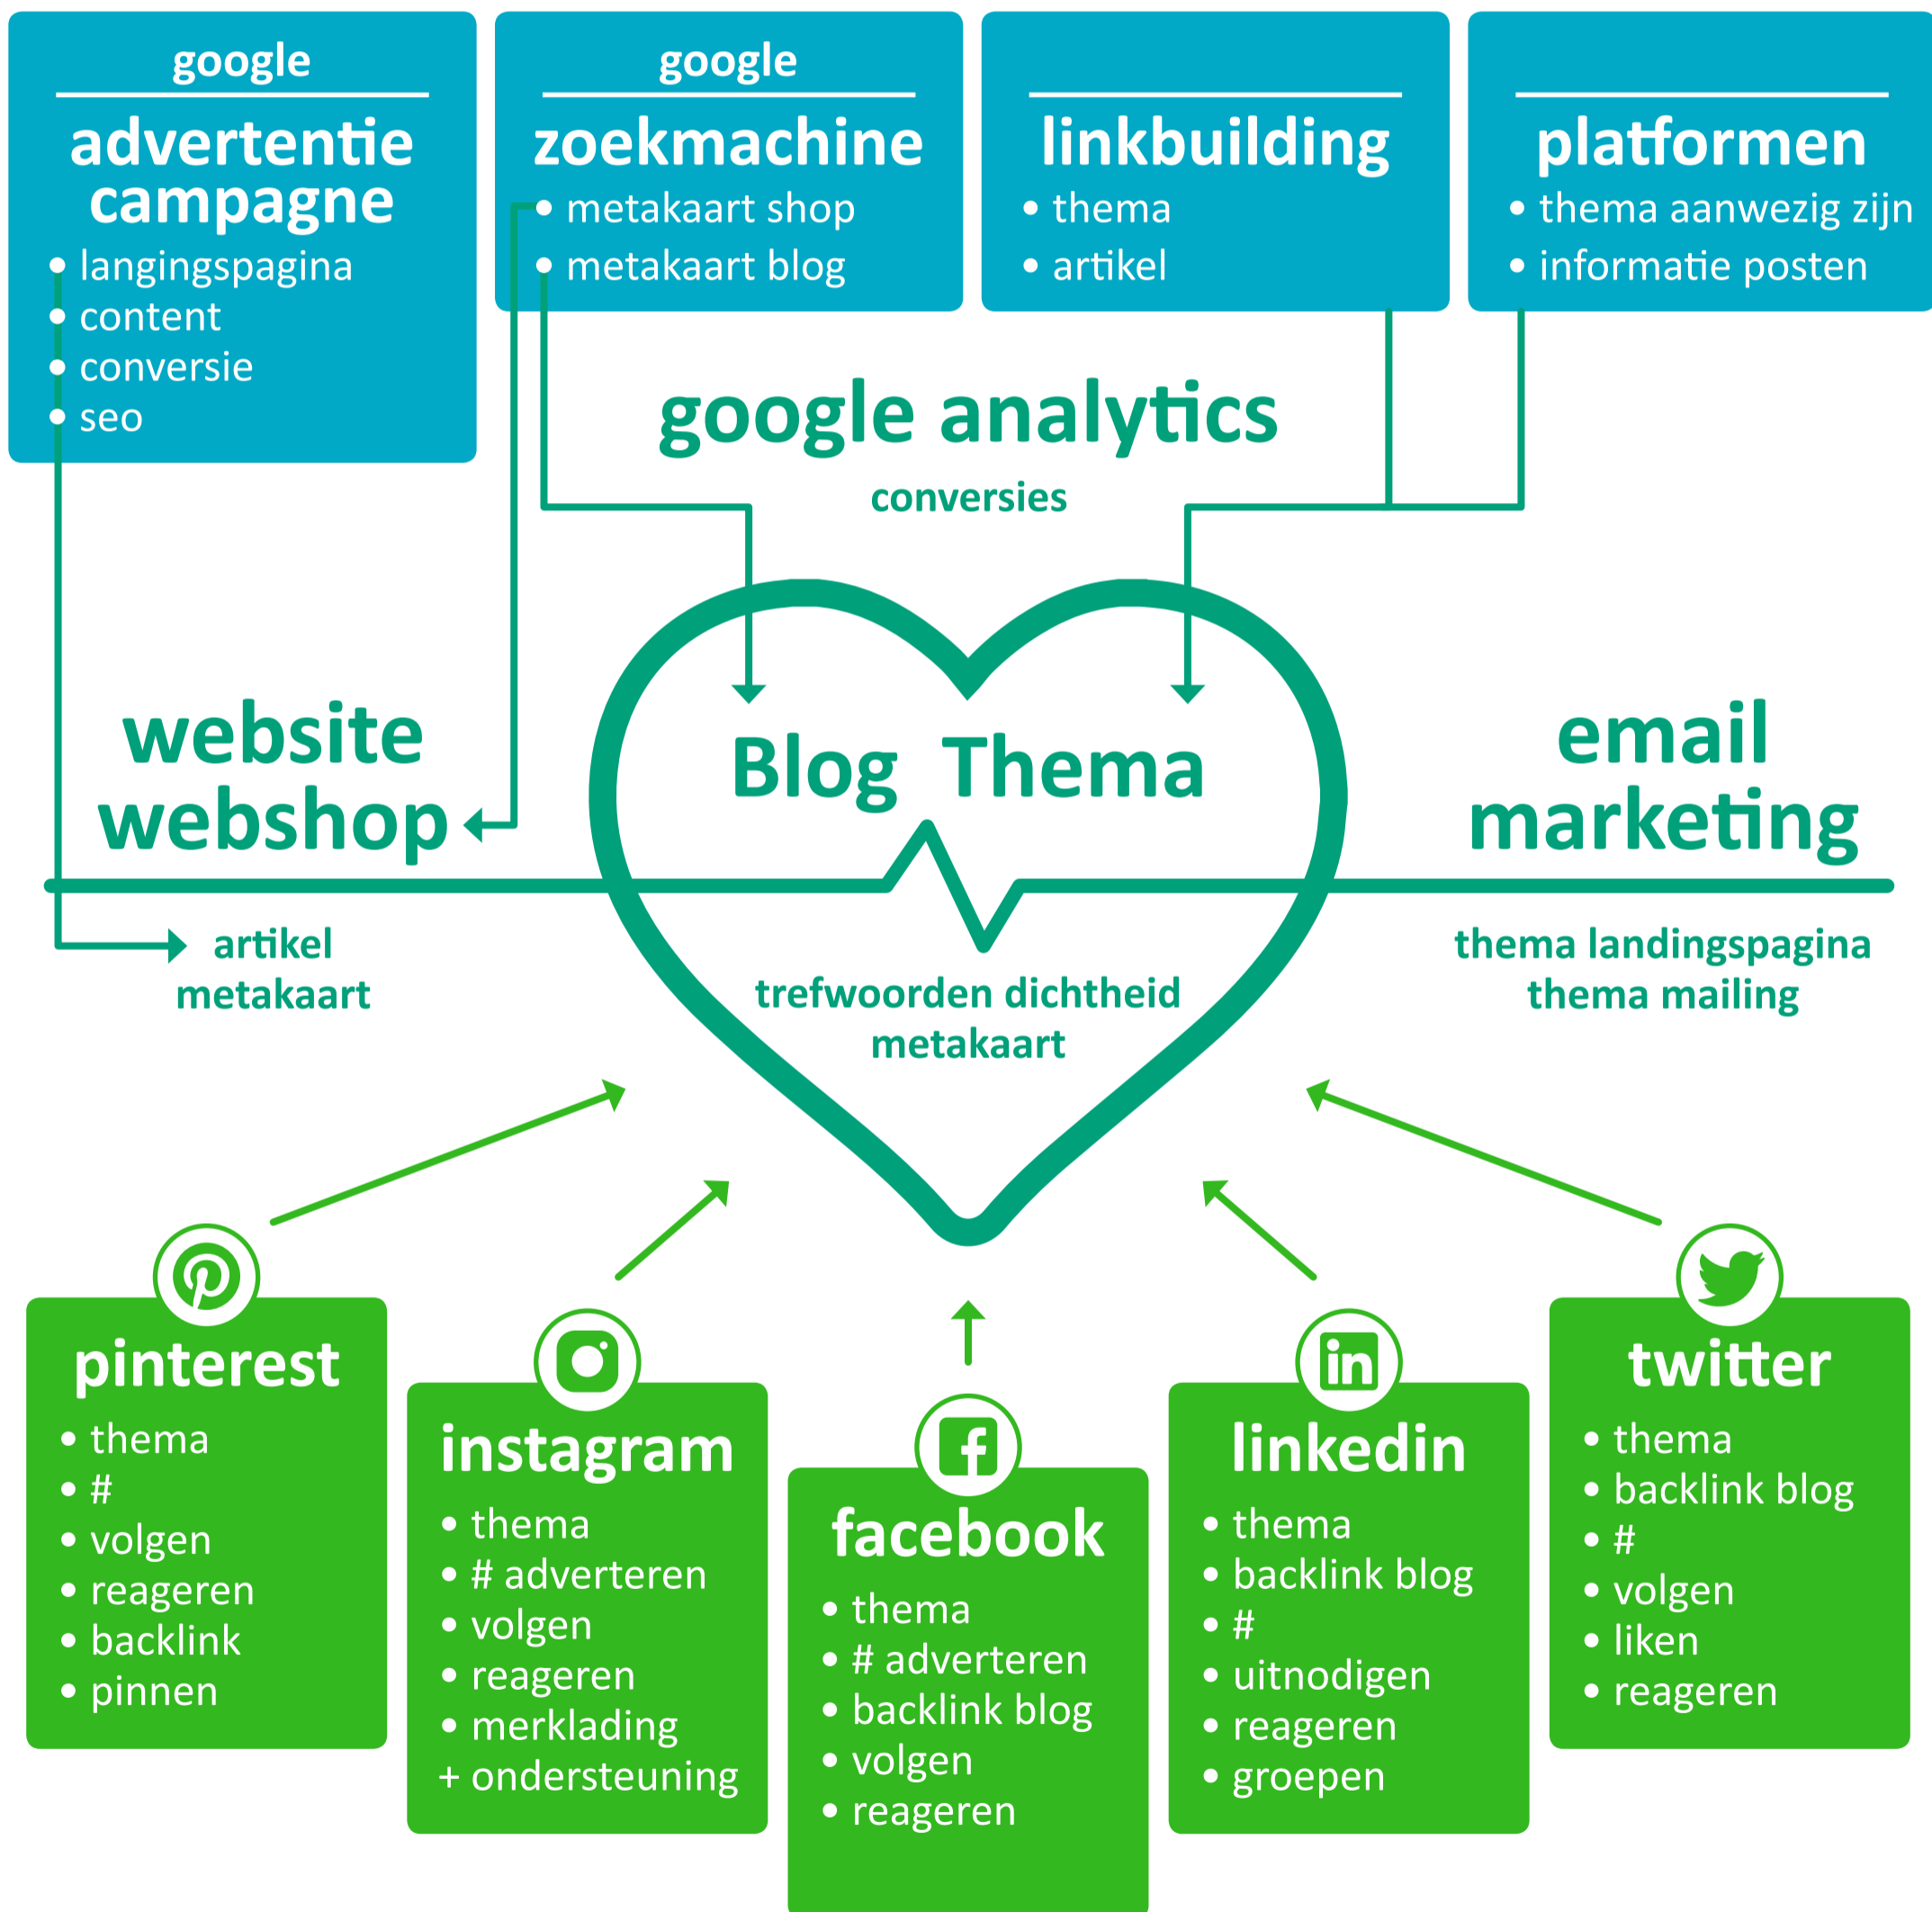 google
advertentie
campagne
• langingspagina
• content
• conversie
• seo
google
zoekmachine
• metakaart shop
• metakaart blog
linkbuilding
• thema
• artikel
platformen
• thema aanwezig zijn
• informatie posten
google analytics
conversies
website
webshop
artikel
metakaart
Blog Thema
trefwoorden dichtheid
metakaart
email
marketing
thema landingspagina
thema mailing
pinterest
• thema
• #
• volgen
• reageren
• backlink
• pinnen
instagram
• thema
• # adverteren
• volgen
• reageren
• merklading
+ ondersteuning
f
facebook
• thema
• # adverteren
• backlink blog
• volgen
• reageren
in
linkedin
• thema
• backlink blog
• #
• uitnodigen
• reageren
• groepen
twitter
• thema
• backlink blog
• #
• volgen
• liken
• reageren